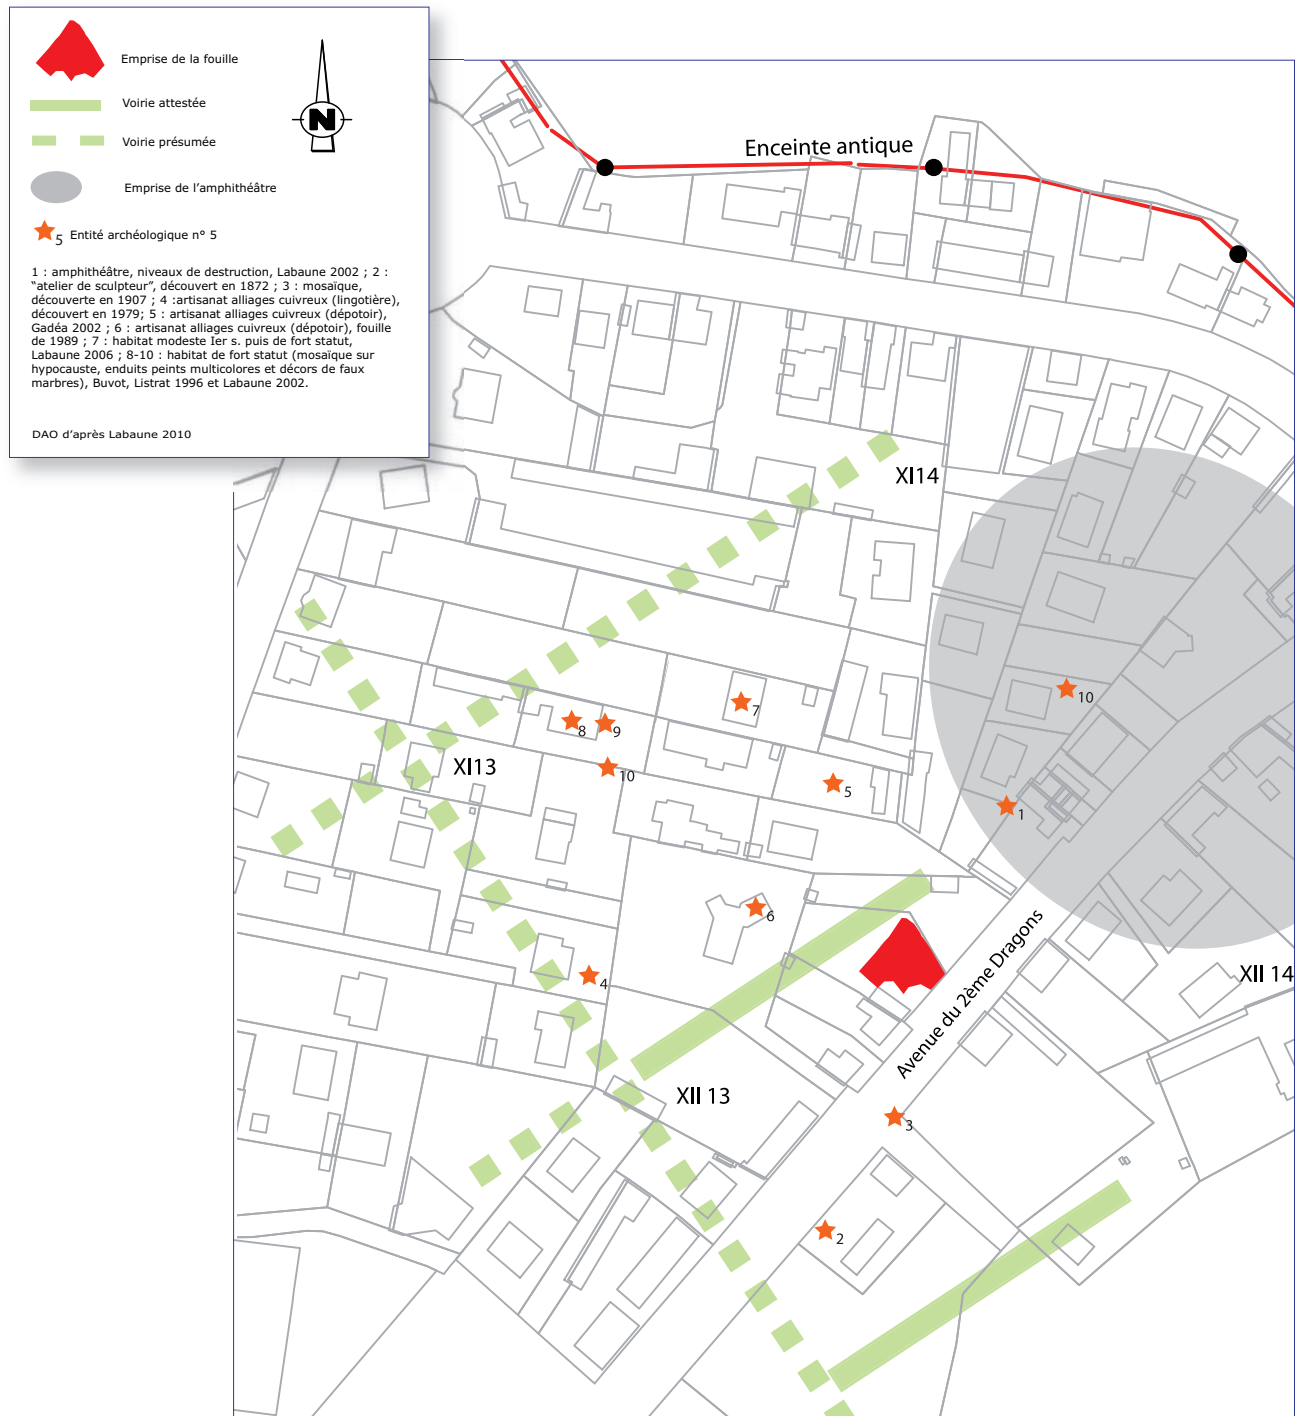 Emprise de la fouille
Voirie attestée
Voirie présumée
N
Emprise de l'amphithéâtre
5 Entité archéologique n° 5
1 : amphithéâtre, niveaux de destruction, Labaune 2002 ; 2 :
"atelier de sculpteur", découvert en 1872 ; 3 : mosaïque,
découverte en 1907 ; 4 :artisanat alliages cuivreux (lingotière),
découvert en 1979; 5 : artisanat alliages cuivreux (dépotoir),
Gadéa 2002 ; 6 : artisanat alliages cuivreux (dépotoir), fouille
de 1989 ; 7 : habitat modeste Ier s. puis de fort statut,
Labaune 2006 ; 8-10 : habitat de fort statut (mosaïque sur
hypocauste, enduits peints multicolores et décors de faux
marbres), Buvot, Listrat 1996 et Labaune 2002.
DAO d'après Labaune 2010
Enceinte antique
XI14
10
7
8
9
XI13
10
5
1
6
4
XII 14
Avenue du 2ème Dragons
XII 13
3
2